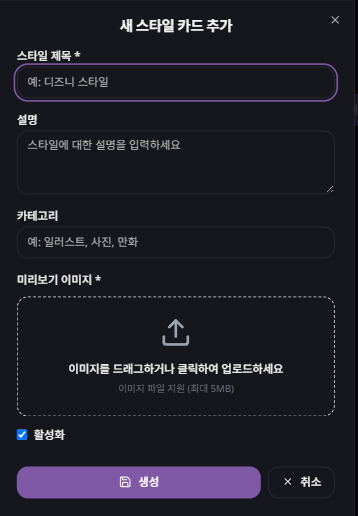 새 스타일 카드 추가
스타일 제목 *
예: 디즈니 스타일
설명
스타일에 대한 설명을 입력하세요
카테고리
예: 일러스트, 사진, 만화
미리보기 이미지 *
이미지를 드래그하거나 클릭하여 업로드하세요
이미지 파일 지원 (최대 5MB)
활성화
생성
취소